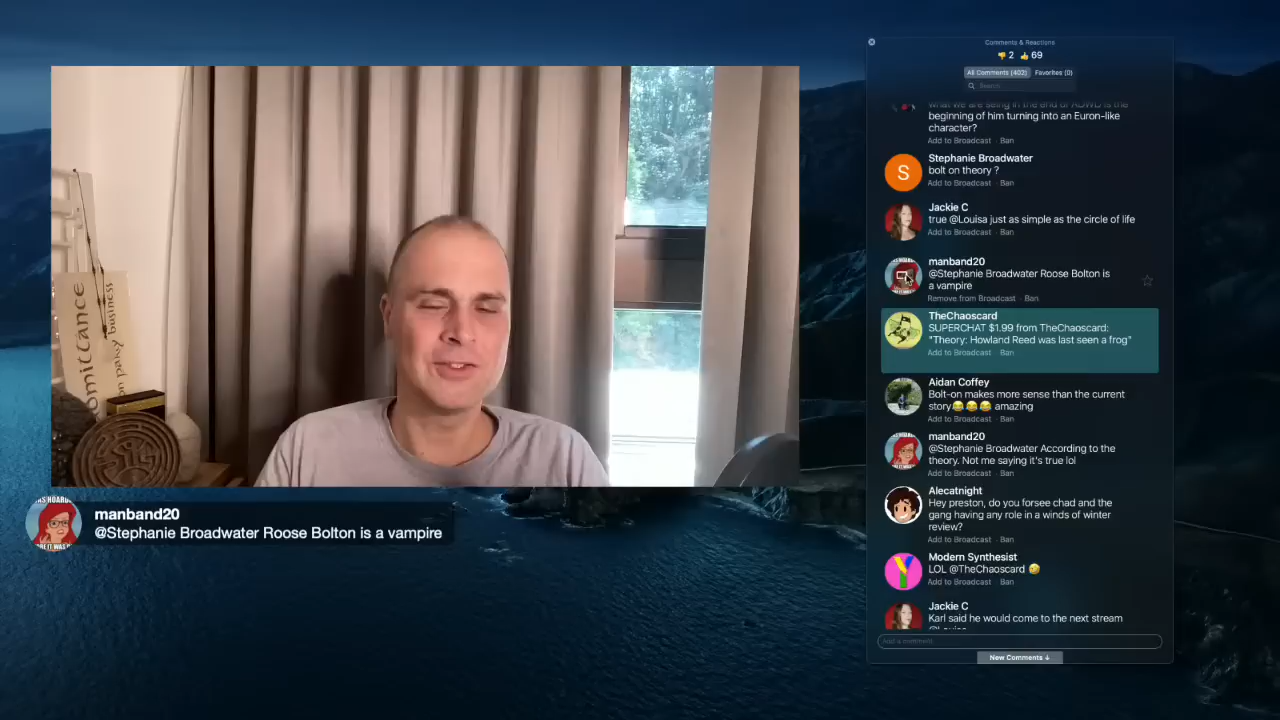 Comments & Reactions
👎 2 👍 69
All Comments (402) Favorites (0)
Search
what we are seing in the end of ADWD is the
beginning of him turning into an Euron-like
character?
Add to Broadcast · Ban
S
Stephanie Broadwater
bolt on theory ?
Add to Broadcast · Ban
Jackie C
true @Louisa just as simple as the circle of life
Add to Broadcast · Ban
manband20
@Stephanie Broadwater Roose Bolton is
a vampire
Remove from Broadcast · Ban
TheChaoscard
SUPERCHAT $1.99 from TheChaoscard:
"Theory: Howland Reed was last seen a frog"
Add to Broadcast · Ban
Aidan Coffey
Bolt-on makes more sense than the current
story😂😂😂 amazing
Add to Broadcast · Ban
manband20
@Stephanie Broadwater According to the
theory. Not me saying it's true lol
Add to Broadcast · Ban
Alecatnight
Hey preston, do you forsee chad and the
gang having any role in a winds of winter
review?
Add to Broadcast · Ban
Modern Synthesist
LOL @TheChaoscard 🤣
Add to Broadcast · Ban
Jackie C
Karl said he would come to the next stream
@Louisa
Add a comment
New Comments ↓
omittance
on paixy business
manband20
@Stephanie Broadwater Roose Bolton is a vampire